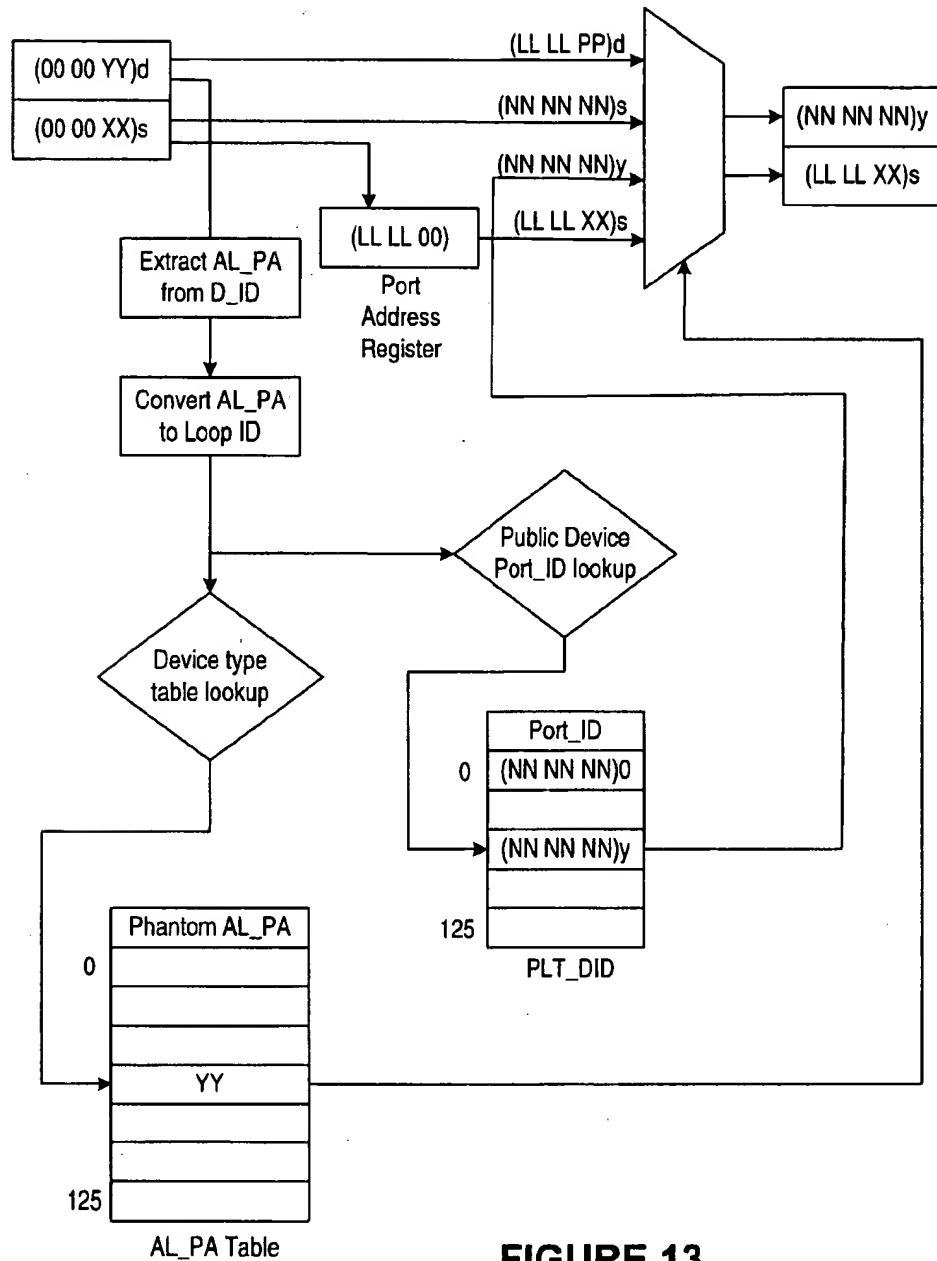 (00 00 YY)d
(00 00 XX)s
(LL LL PP)d
(NN NN NN)s
(NN NN NN)y
(LL LL XX)s
(NN NN NN)y
(LL LL XX)s
(LL LL 00)
Port
Address
Register
Extract AL_PA
from D_ID
Convert AL_PA
to Loop ID
Public Device
Port_ID lookup
Device type
table lookup
Port_ID
0
(NN NN NN)0
(NN NN NN)y
125
PLT_DID
Phantom AL_PA
0
YY
125
AL_PA Table
FIGURE 13